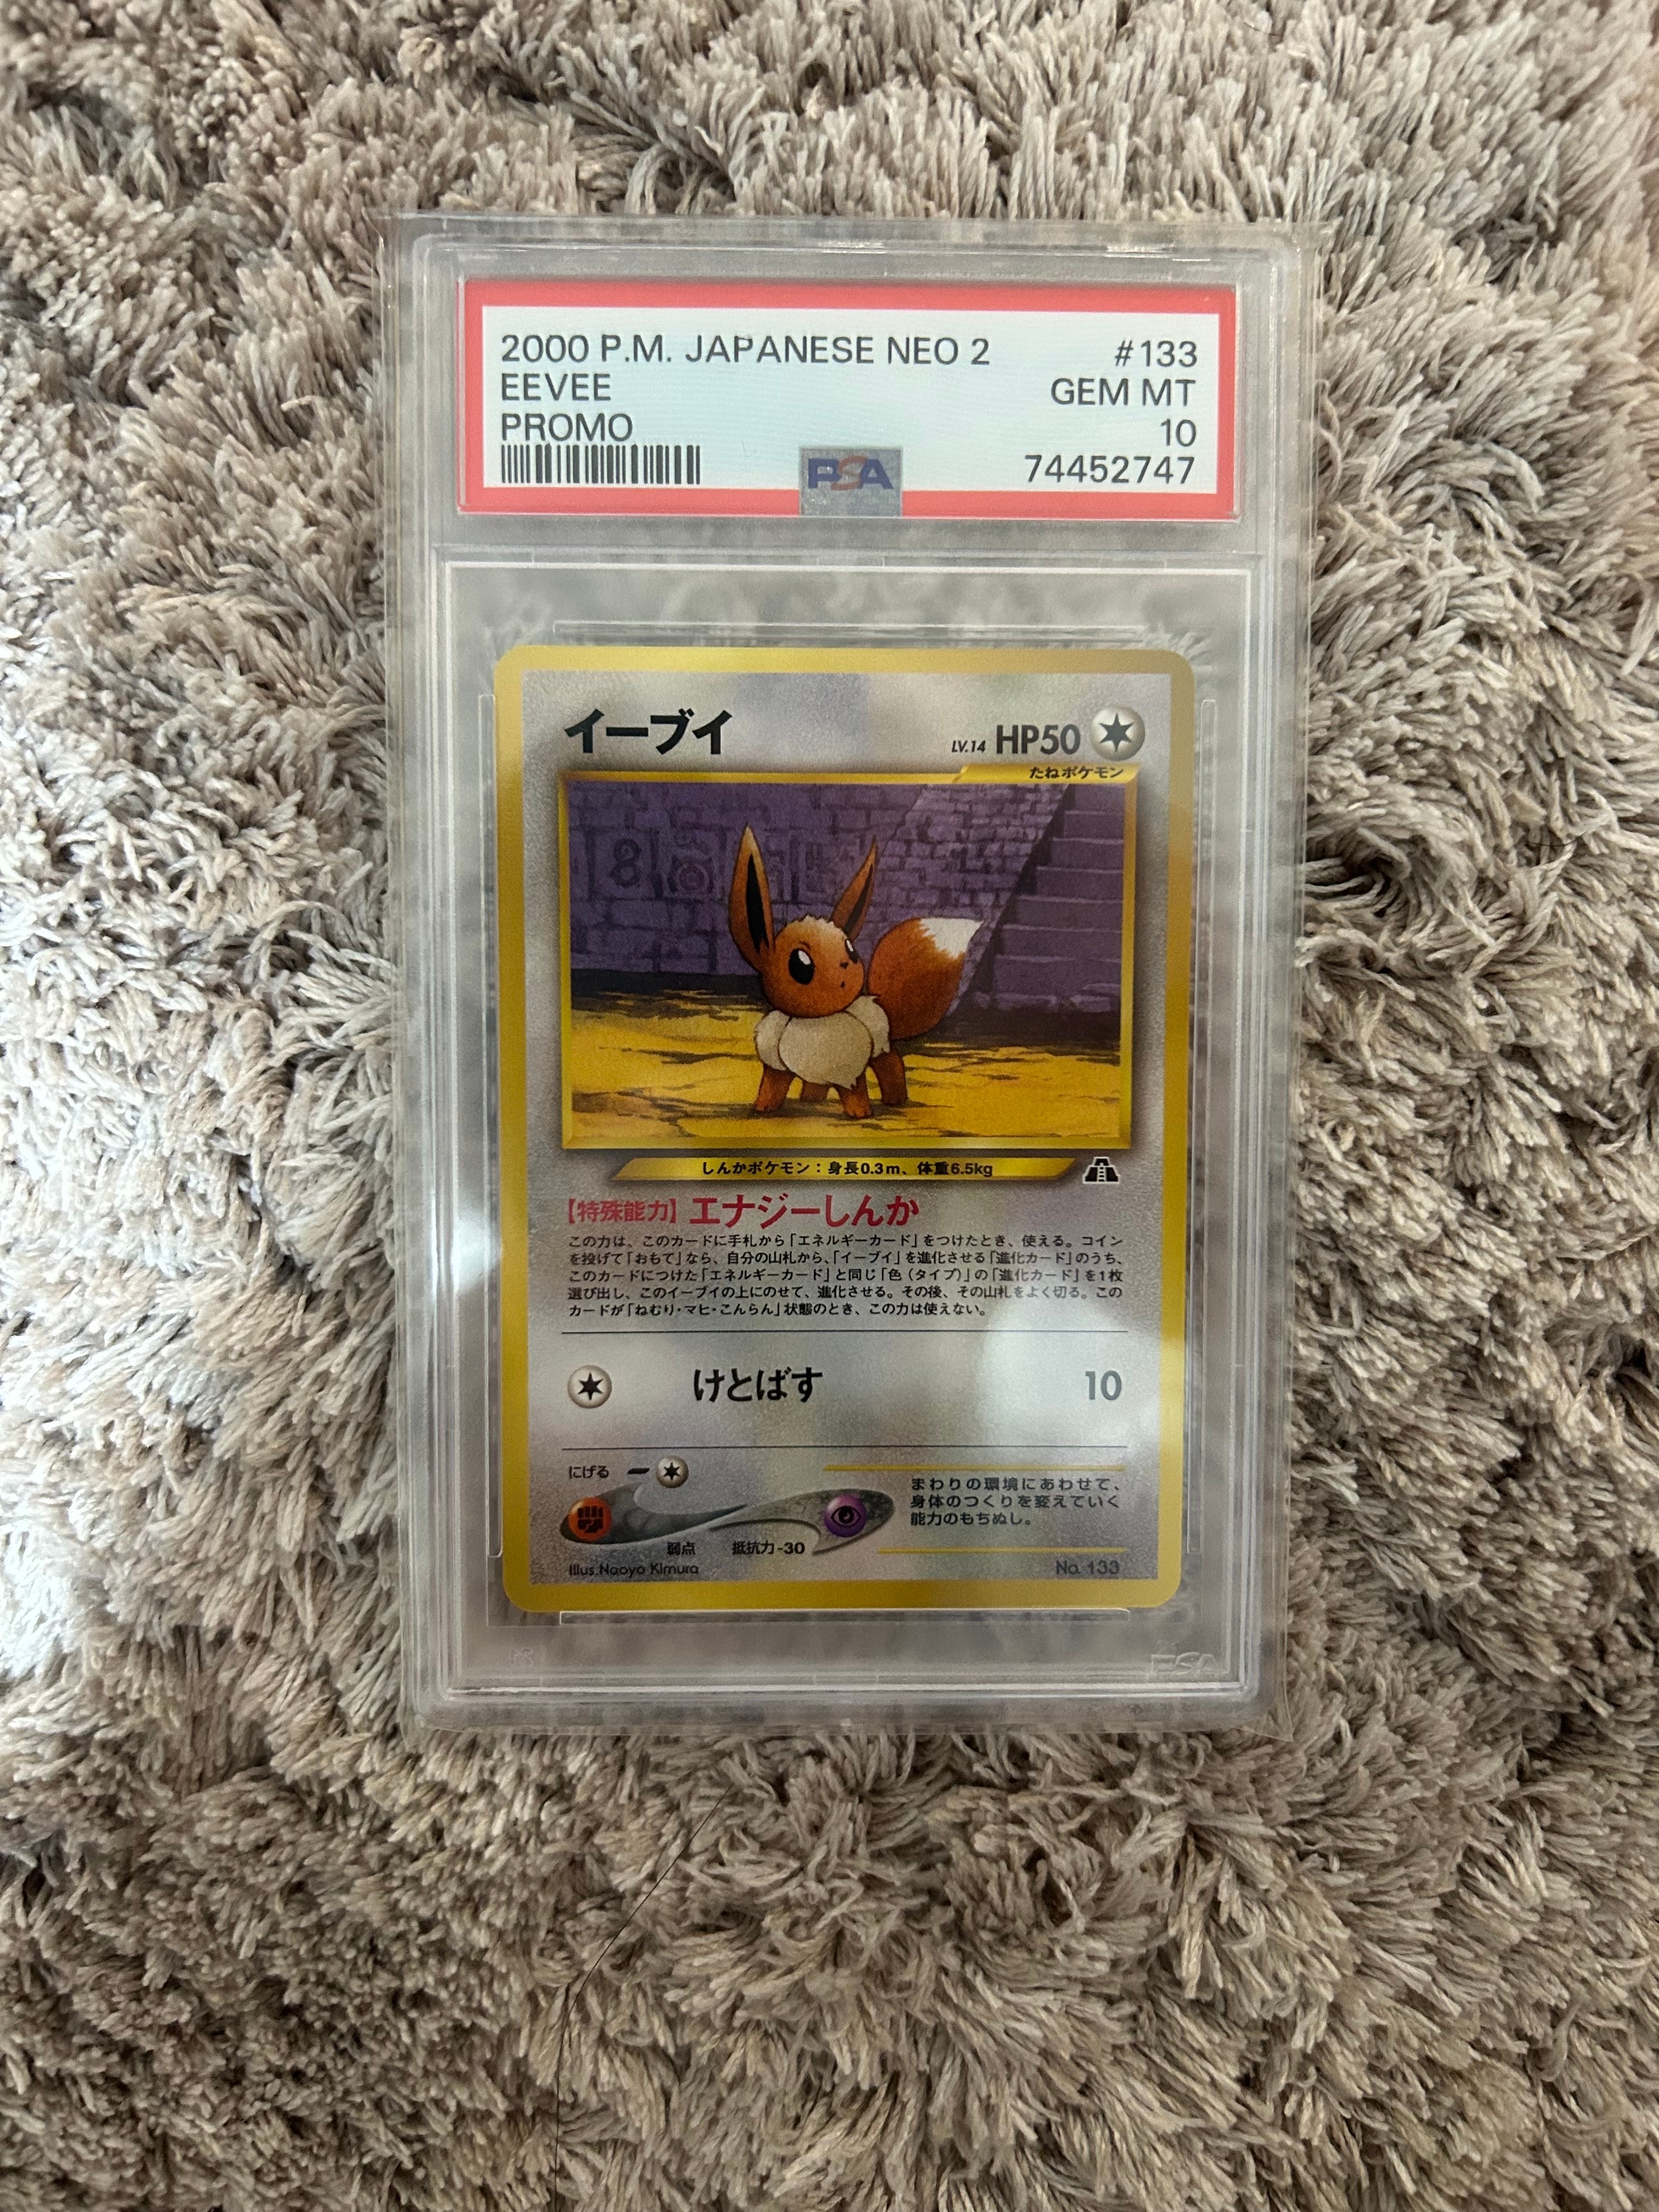 2000 P.M. JAPANESE NEO 2 #133
EEVEE GEM MT
PROMO 10
PSA 74452747
イーブイ LV.14 HP50
たねポケモン
8
しんかポケモン：身長0.3m、体重6.5kg
【特殊能力】エナジーしんか
この力は、このカードに手札から「エネルギーカード」をつけたとき、使える。コイン
を投げて「おもて」なら、自分の山札から、「イーブイ」を進化させる「進化カード」のうち、
このカードにつけた「エネルギーカード」と同じ「色（タイプ）」の「進化カード」を1枚
選び出し、このイーブイの上にのせて、進化させる。その後、その山札をよく切る。この
カードが「ねむり・マヒ・こんらん」状態のとき、この力は使えない。
けとばす 10
にげる
弱点 抵抗力-30
まわりの環境にあわせて、
身体のつくりを変えていく
能力のもちぬし。
Illus. Naoyo Kimura No. 133
PSA